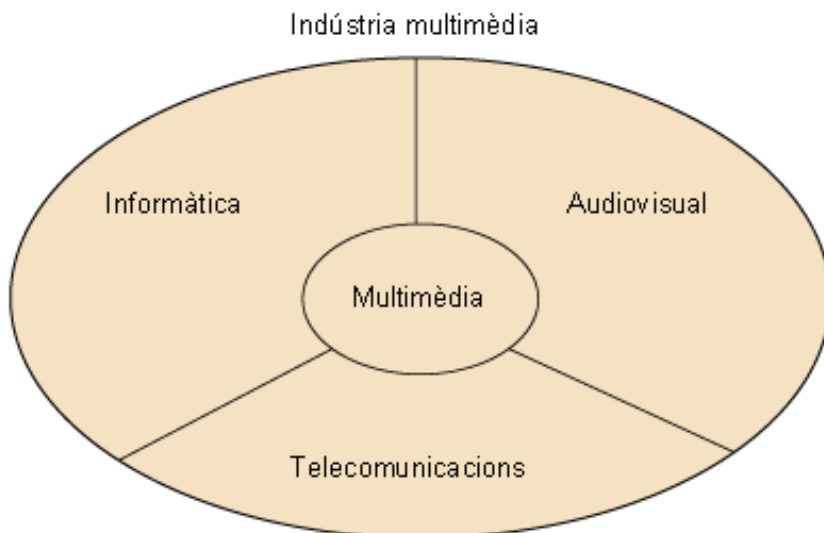 Indústria multimèdia
Informàtica
Audiovisual
Multimèdia
Telecomunicacions